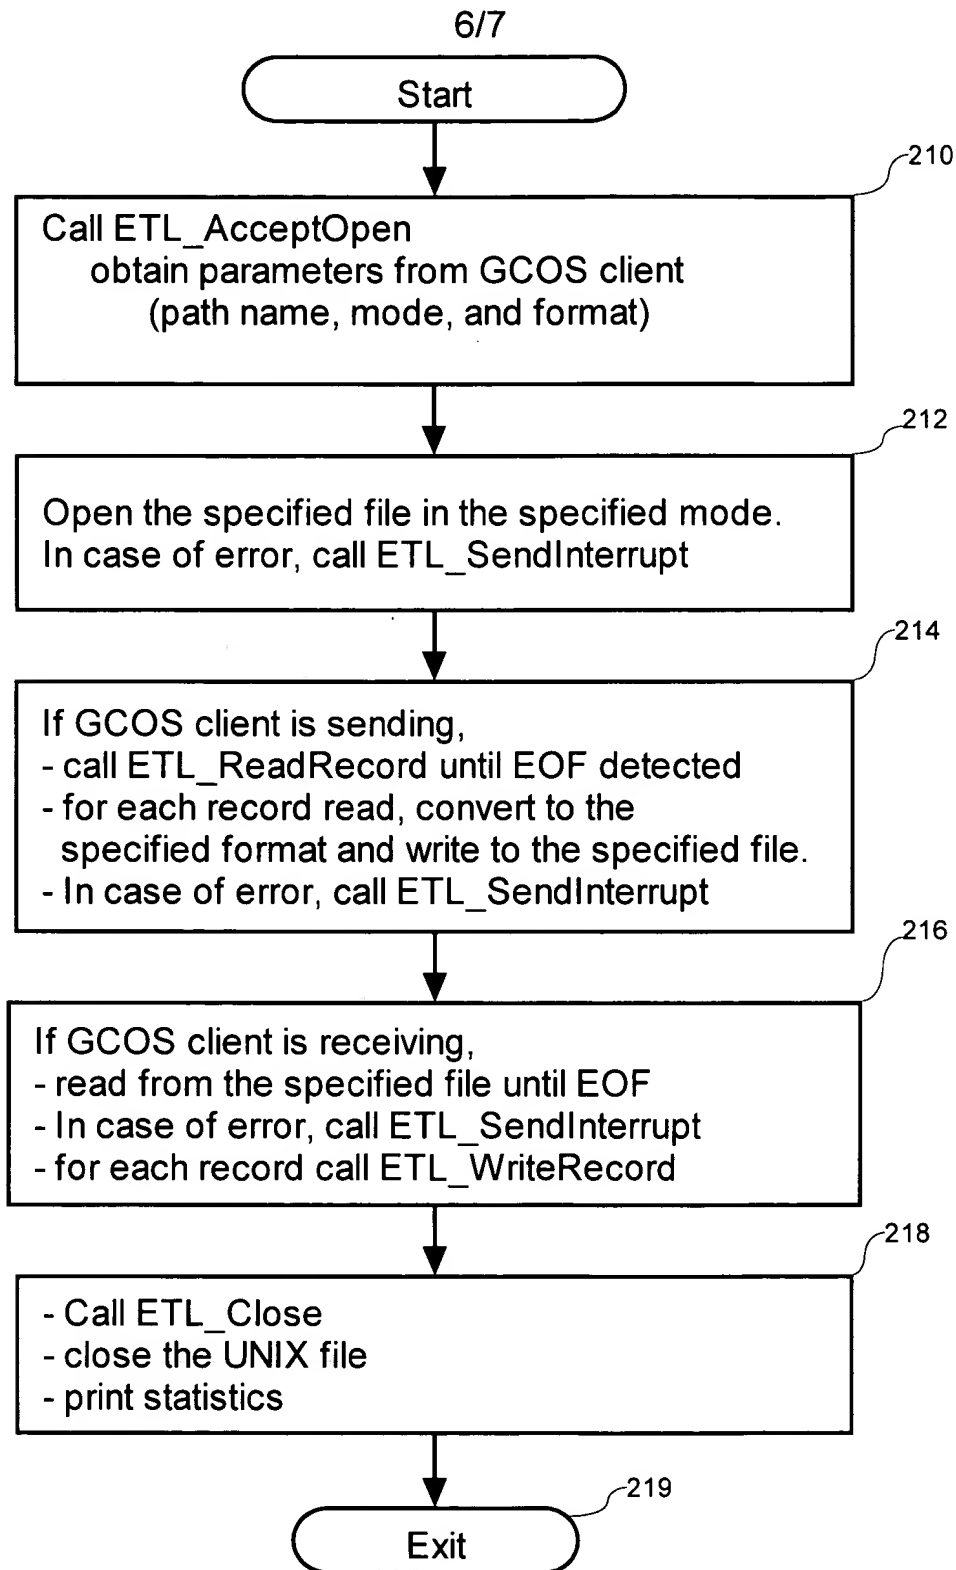 6/7
Start
210
Call ETL_AcceptOpen
obtain parameters from GCOS client
(path name, mode, and format)
212
Open the specified file in the specified mode.
In case of error, call ETL_SendInterrupt
214
If GCOS client is sending,
- call ETL_ReadRecord until EOF detected
- for each record read, convert to the
specified format and write to the specified file.
- In case of error, call ETL_SendInterrupt
216
If GCOS client is receiving,
- read from the specified file until EOF
- In case of error, call ETL_SendInterrupt
- for each record call ETL_WriteRecord
218
- Call ETL_Close
- close the UNIX file
- print statistics
219
Exit